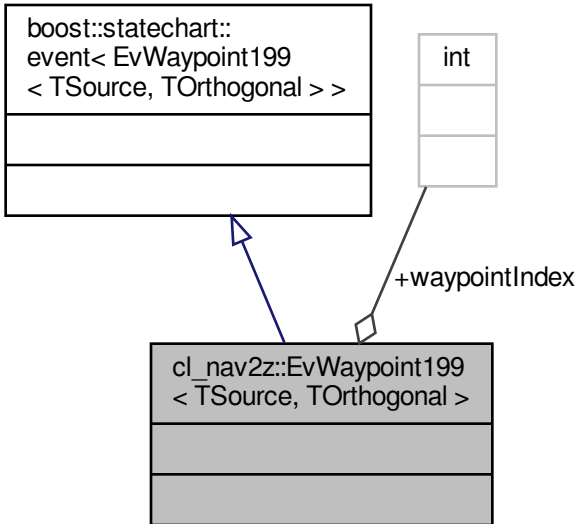 boost::statechart::
event< EvWaypoint199
< TSource, TOrthogonal > >
int
+waypointIndex
cl_nav2z::EvWaypoint199
< TSource, TOrthogonal >